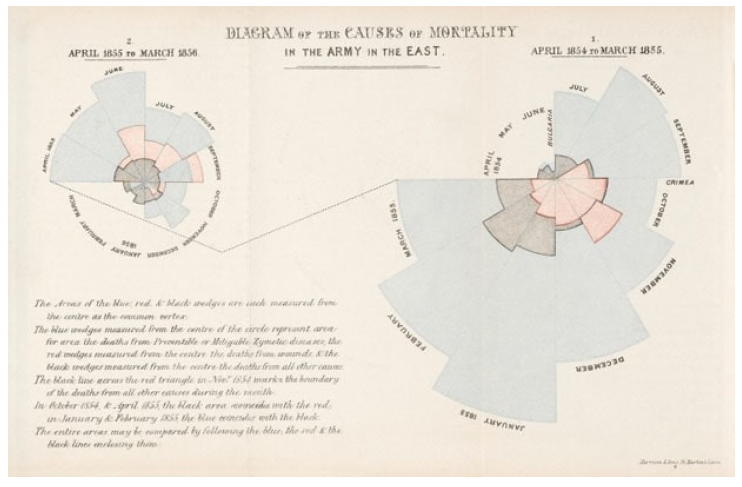 DIAGRAM OF THE CAUSES OF MORTALITY
IN THE ARMY IN THE EAST.
2.
APRIL 1855 TO MARCH 1856.
JUNE
JULY
AUGUST
SEPTEMBER
OCTOBER
NOVEMBER
DECEMBER
JANUARY
1856
FEBRUARY
MARCH
APRIL 1855
MAY
1.
APRIL 1854 TO MARCH 1855.
APRIL
1854
MAY
JUNE
BULGARIA
JULY
AUGUST
SEPTEMBER
CRIMEA
OCTOBER
NOVEMBER
DECEMBER
JANUARY 1855
FEBRUARY
MARCH 1855
The Areas of the blue, red, & black wedges are each measured from
the centre as the common vertex.
The blue wedges measured from the centre of the circle represent area
for area the deaths from Preventible or Mitigable Zymotic diseases, the
red wedges measured from the centre the deaths from wounds, & the
black wedges measured from the centre the deaths from all other causes.
The black line across the red triangle in Nov.r 1854 marks the boundary
of the deaths from all other causes during the month.
In October 1854, & April 1855, the black area coincides with the red,
in January & February 1855, the blue coincides with the black.
The entire areas may be compared by following the blue, the red & the
black lines enclosing them.
Harrison & Sons, St. Martins Lane